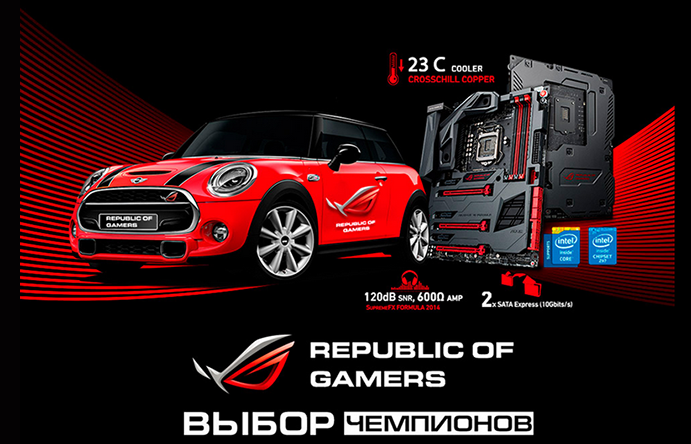 23 C COOLER
CROSSCHILL COPPER
REPUBLIC OF
GAMERS
REPUBLIC OF
GAMERS
intel
inside
CORE
intel
inside
CHIPSET
Z97
120dB SNR, 600Ω AMP
SupremeFX FORMULA 2014
2x SATA Express (10Gbits/s)
REPUBLIC OF
GAMERS
ВЫБОР ЧЕМПИОНОВ